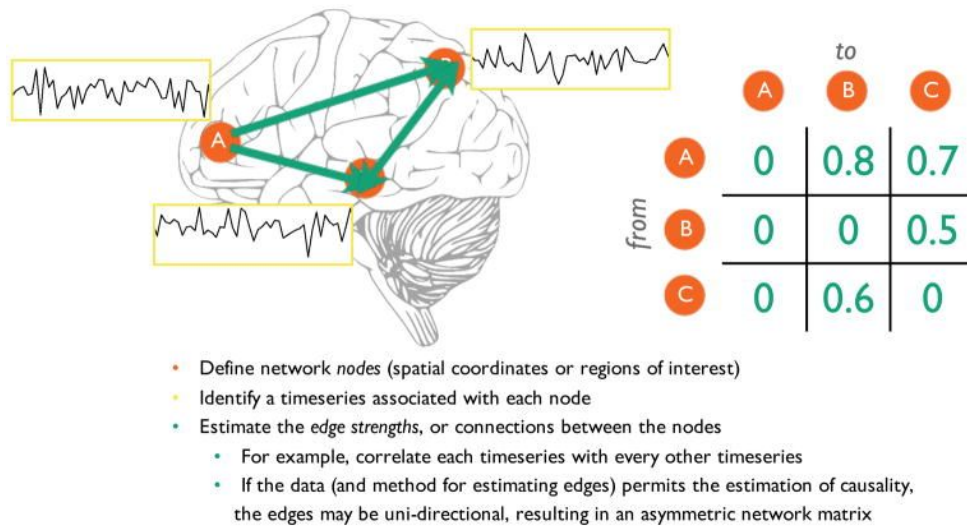 to
A B C
A 0 0.8 0.7
from
B 0 0 0.5
C 0 0.6 0
A
• Define network nodes (spatial coordinates or regions of interest)
• Identify a timeseries associated with each node
• Estimate the edge strengths, or connections between the nodes
• For example, correlate each timeseries with every other timeseries
• If the data (and method for estimating edges) permits the estimation of causality,
the edges may be uni-directional, resulting in an asymmetric network matrix